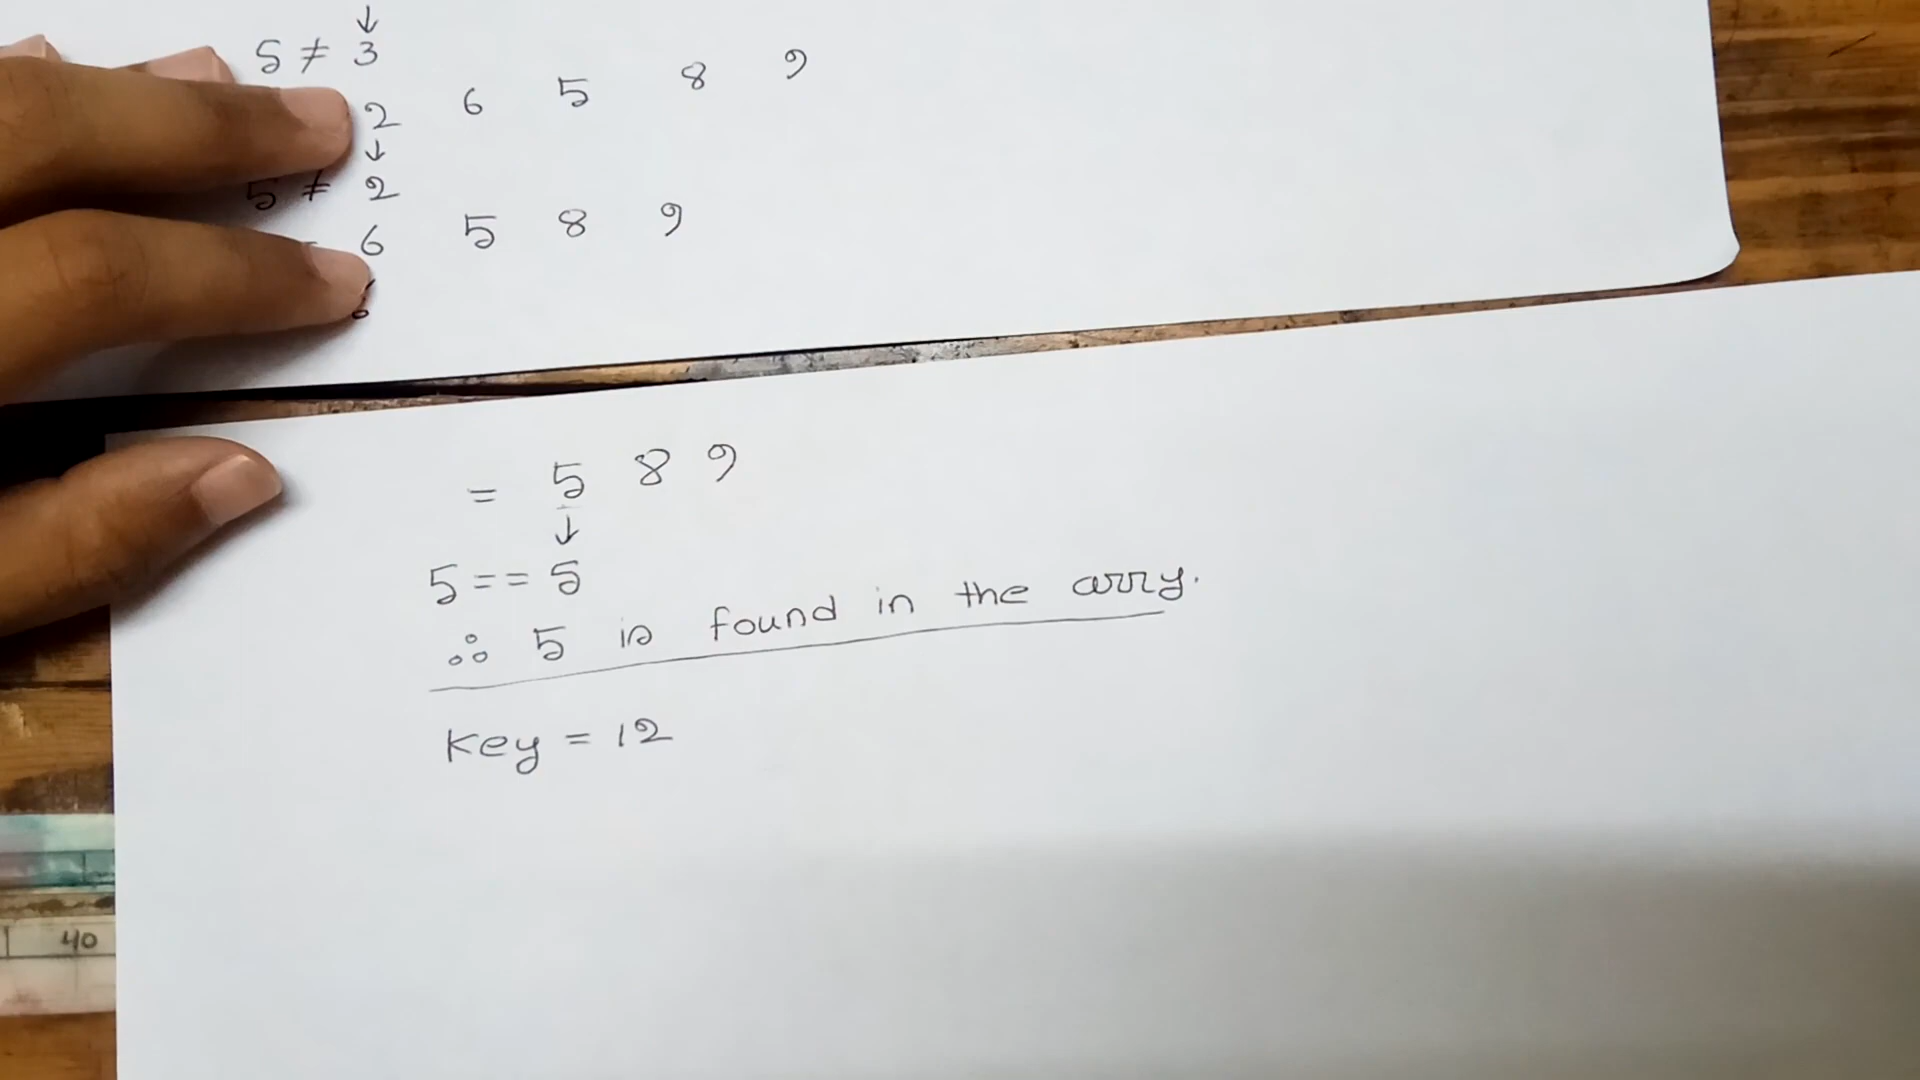 ↓
5 ≠ 3
2 6 5 8 9
↓
5 ≠ 2
6 5 8 9
= 5 8 9
↓
5 == 5
∴ 5 is found in the arry.
Key = 12
40